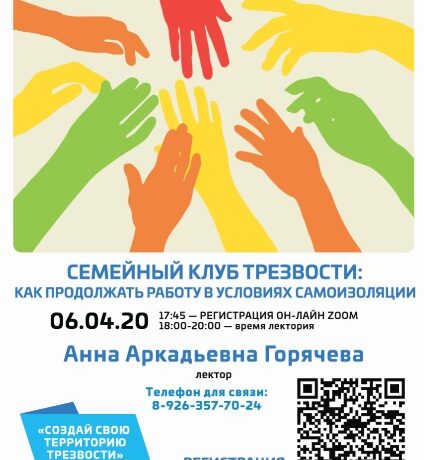 СЕМЕЙНЫЙ КЛУБ ТРЕЗВОСТИ:
КАК ПРОДОЛЖАТЬ РАБОТУ В УСЛОВИЯХ САМОИЗОЛЯЦИИ
06.04.20
17:45 — РЕГИСТРАЦИЯ ОН-ЛАЙН ZOOM
18:00-20:00 — время лектория
Анна Аркадьевна Горячева
лектор
Телефон для связи:
8-926-357-70-24
«СОЗДАЙ СВОЮ
ТЕРРИТОРИЮ
ТРЕЗВОСТИ»
РЕГИСТРАЦИЯ